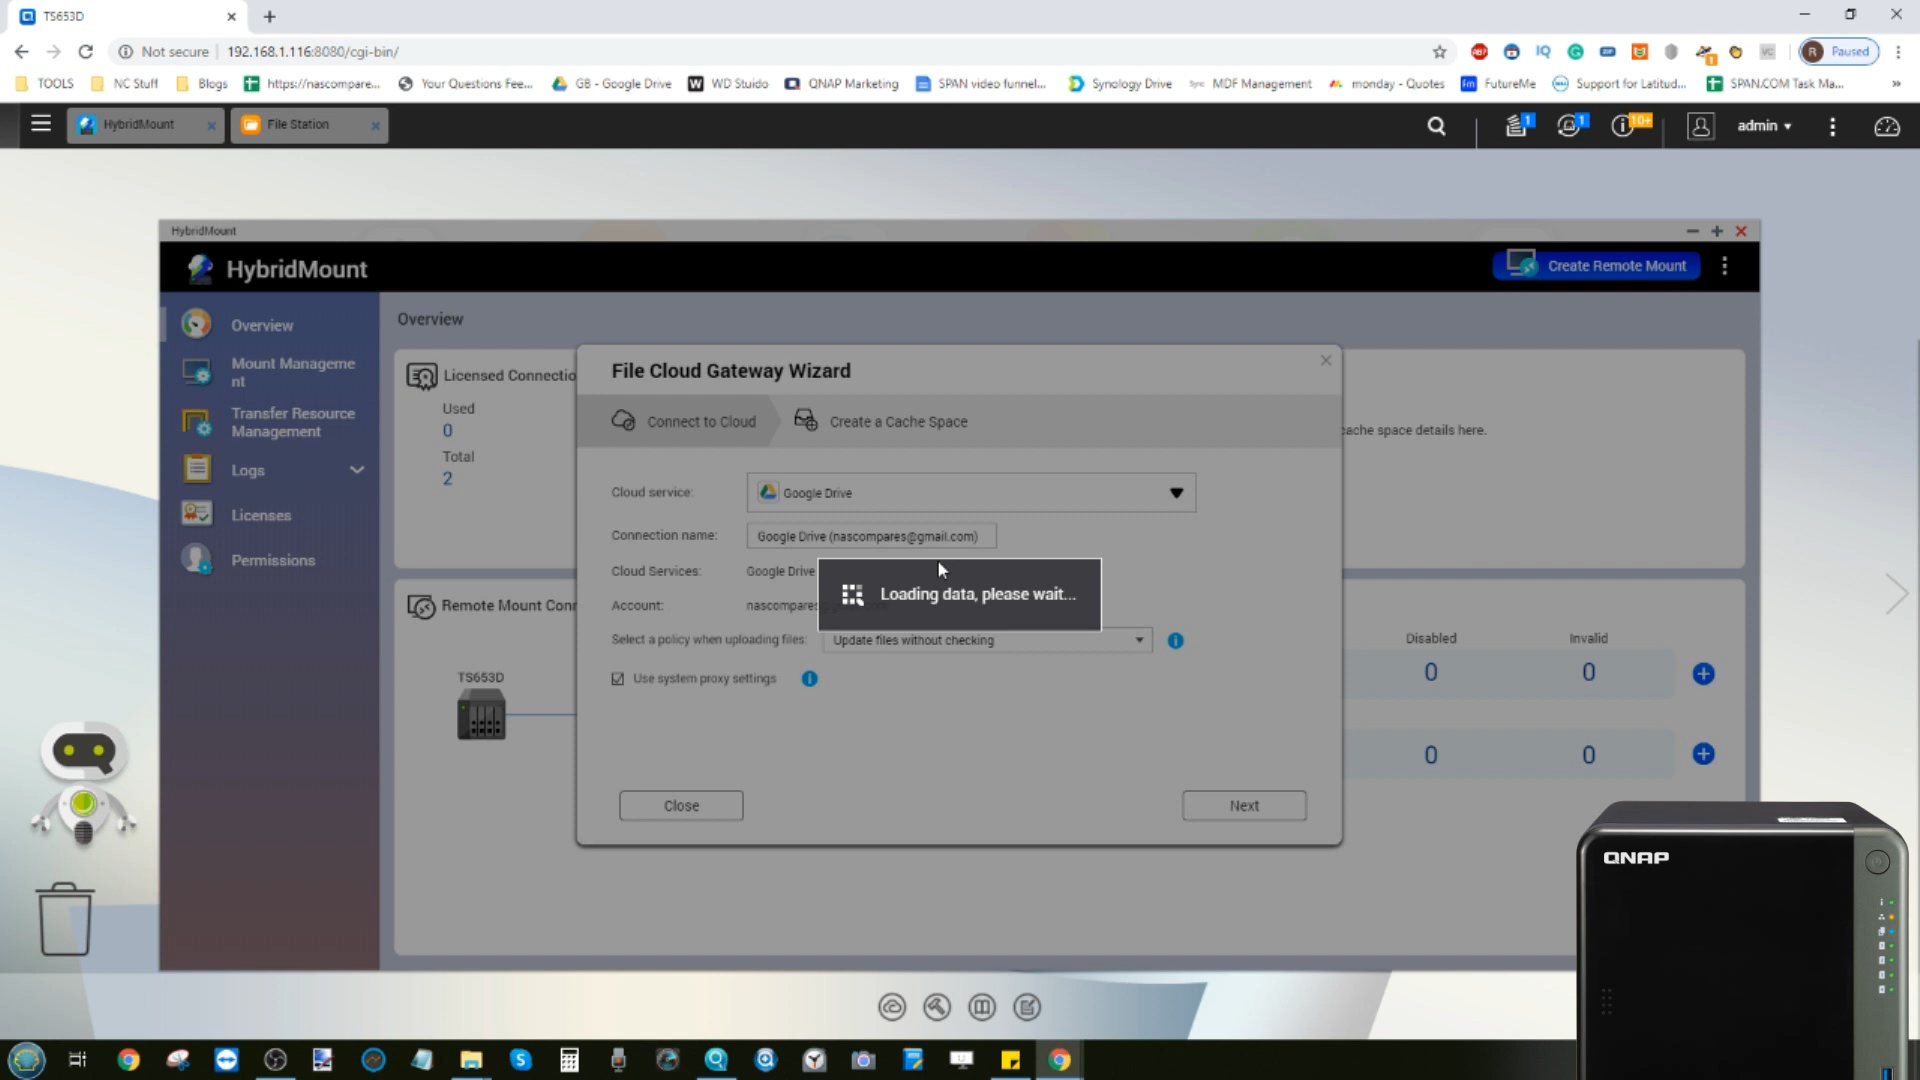 TS653D
Not secure
192.168.1.116:8080/cgi-bin/
Paused
TOOLS
NC Stuff
Blogs
https://nascompare...
Your Questions Fee...
GB - Google Drive
WD Stuido
QNAP Marketing
SPAN video funnel...
Synology Drive
MDF Management
monday - Quotes
FutureMe
Support for Latitud...
SPAN.COM Task Ma...
HybridMount
File Station
1
1
10+
admin
HybridMount
HybridMount
Create Remote Mount
Overview
Mount Manageme
nt
Transfer Resource
Management
Logs
Licenses
Permissions
Overview
Licensed Connectio
Used
0
Total
2
ache space details here.
File Cloud Gateway Wizard
Connect to Cloud
Create a Cache Space
Cloud service:
Google Drive
Connection name:
Google Drive (nascompares@gmail.com)
Cloud Services:
Google Drive
Account:
nascompares
Loading data, please wait...
Select a policy when uploading files:
Update files without checking
Use system proxy settings
Close
Next
Remote Mount Conn
TS653D
Disabled
Invalid
0
0
0
0
QNAP